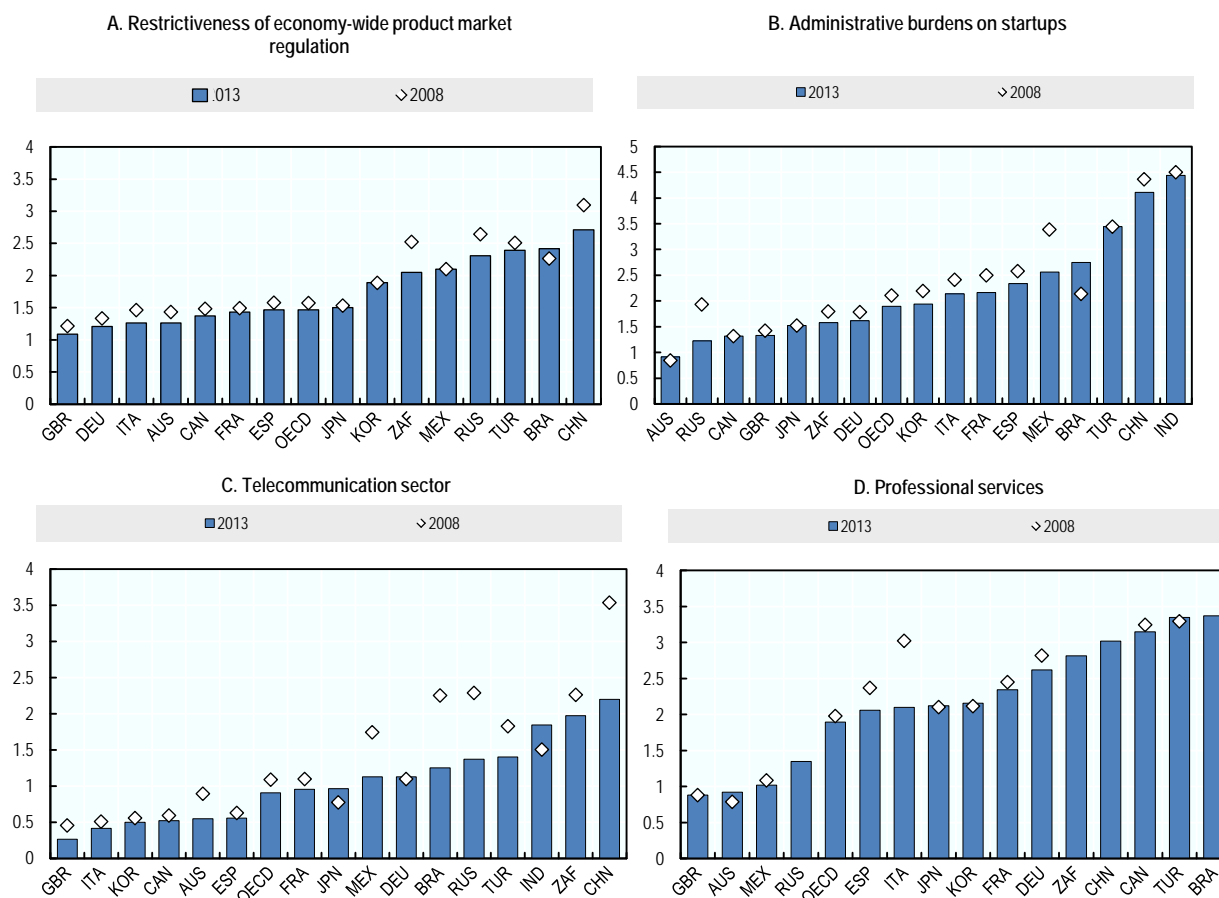 A. Restrictiveness of economy-wide product market
regulation
.013
2008
4
3.5
3
2.5
2
1.5
1
0.5
0
GBR
DEU
ITA
AUS
CAN
FRA
ESP
OECD
JPN
KOR
ZAF
MEX
RUS
TUR
BRA
CHN
B. Administrative burdens on startups
2013
2008
5
4.5
4
3.5
3
2.5
2
1.5
1
0.5
0
AUS
RUS
CAN
GBR
JPN
ZAF
DEU
OECD
KOR
ITA
FRA
ESP
MEX
BRA
TUR
CHN
IND
C. Telecommunication sector
2013
2008
4
3.5
3
2.5
2
1.5
1
0.5
0
GBR
ITA
KOR
CAN
AUS
ESP
OECD
FRA
JPN
MEX
DEU
BRA
RUS
TUR
IND
ZAF
CHN
D. Professional services
2013
2008
4
3.5
3
2.5
2
1.5
1
0.5
0
GBR
AUS
MEX
RUS
OECD
ESP
ITA
JPN
KOR
FRA
DEU
ZAF
CHN
CAN
TUR
BRA